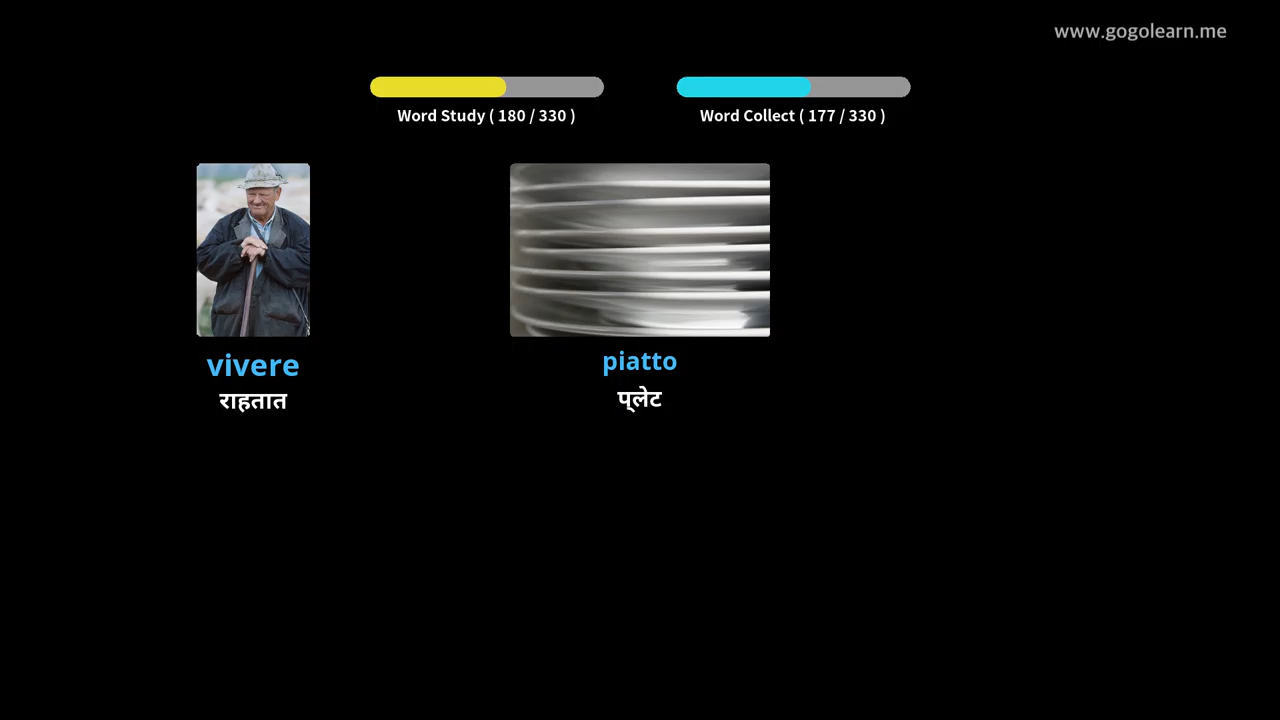 www.gogolearn.me
Word Study ( 180 / 330 )
Word Collect ( 177 / 330 )
vivere
राहतात
piatto
प्लेट